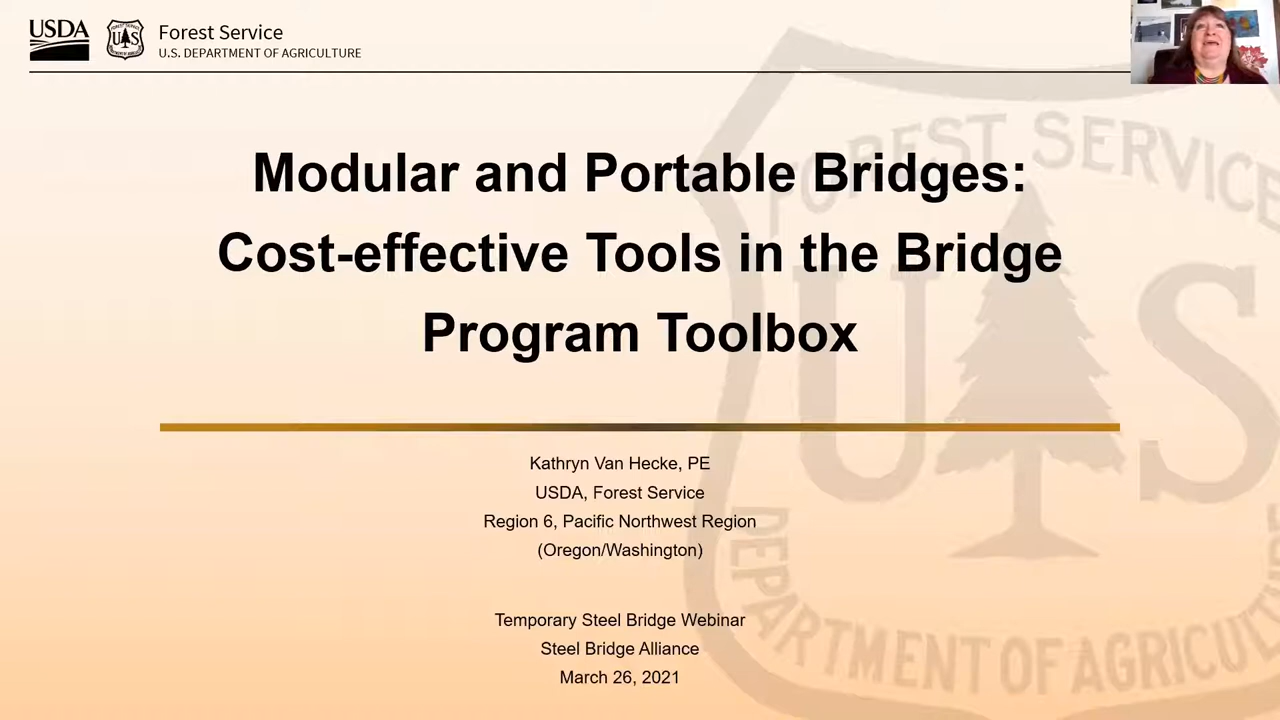 USDA
Forest Service
U.S. DEPARTMENT OF AGRICULTURE
FOREST SERVICE
U S
DEPARTMENT OF AGRICULTURE
Modular and Portable Bridges:
Cost-effective Tools in the Bridge
Program Toolbox
Kathryn Van Hecke, PE
USDA, Forest Service
Region 6, Pacific Northwest Region
(Oregon/Washington)
Temporary Steel Bridge Webinar
Steel Bridge Alliance
March 26, 2021